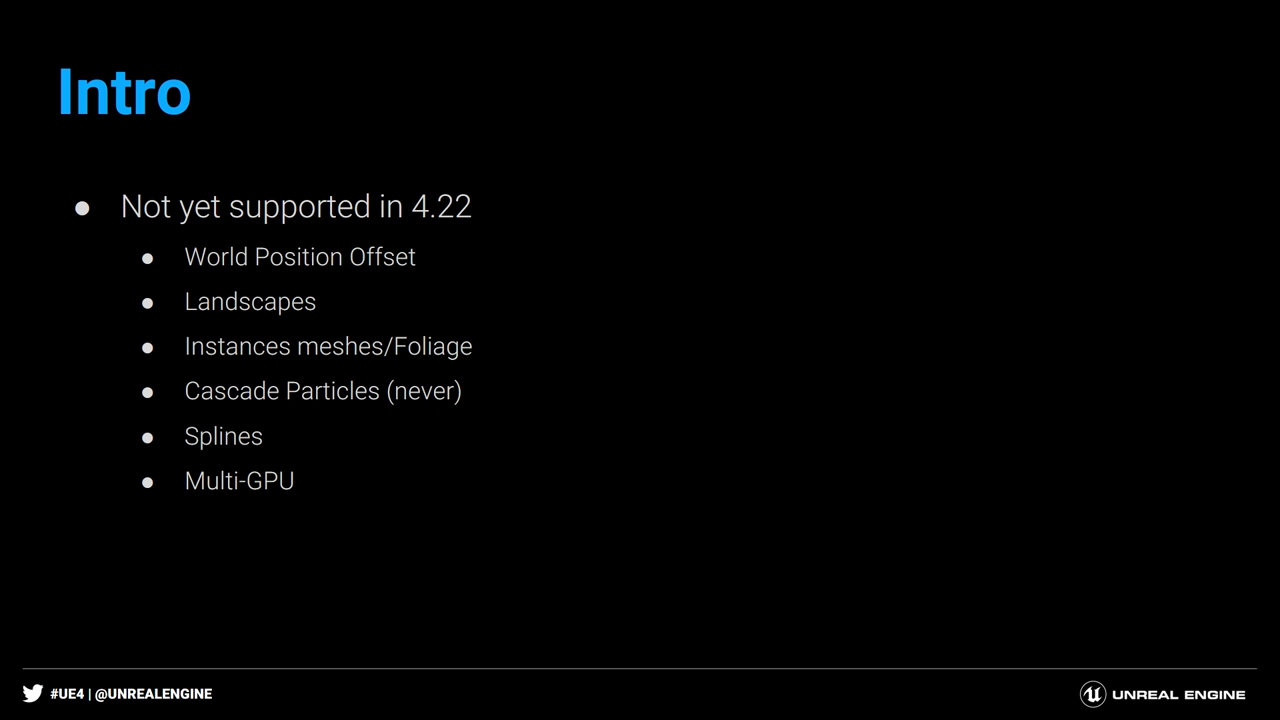 Intro
● Not yet supported in 4.22
● World Position Offset
● Landscapes
● Instances meshes/Foliage
● Cascade Particles (never)
● Splines
● Multi-GPU
#UE4 | @UNREALENGINE
UNREAL ENGINE